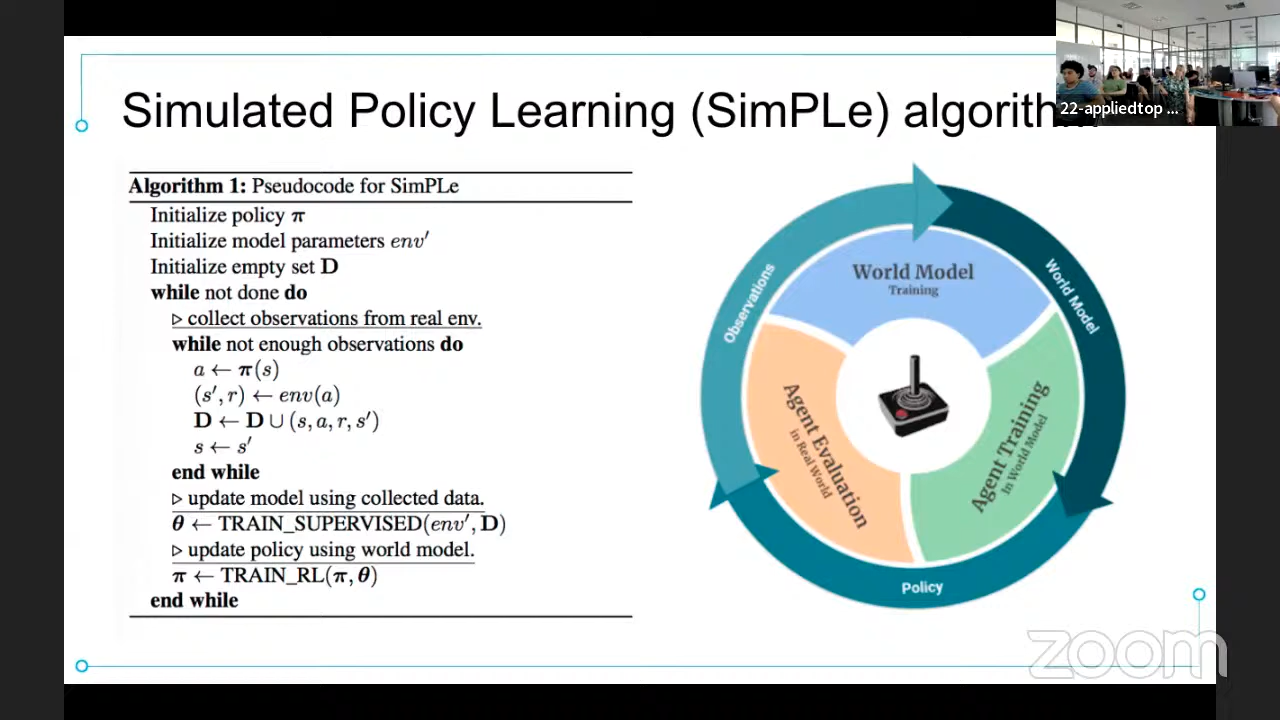 Simulated Policy Learning (SimPLe) algorith
22-appliedtop ...
Algorithm 1: Pseudocode for SimPLe
Initialize policy π
Initialize model parameters env′
Initialize empty set D
while not done do
▷ collect observations from real env.
while not enough observations do
a ← π(s)
(s′, r) ← env(a)
D ← D ∪ (s, a, r, s′)
s ← s′
end while
▷ update model using collected data.
θ ← TRAIN_SUPERVISED(env′, D)
▷ update policy using world model.
π ← TRAIN_RL(π, θ)
end while
World Model
Training
Observations
World Model
Agent Evaluation
in Real World
Agent Training
In World Model
Policy
zoom